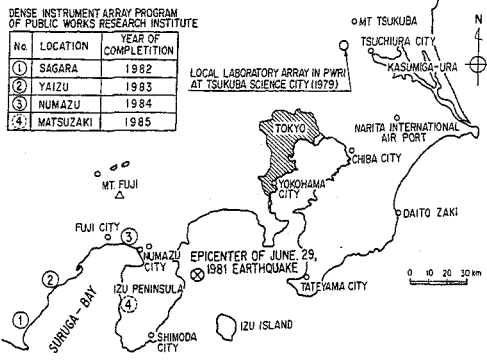 DENSE INSTRUMENT ARRAY PROGRAM
OF PUBLIC WORKS RESEARCH INSTITUTE
No. LOCATION YEAR OF COMPLETITION
1 SAGARA 1982
2 YAIZU 1983
3 NUMAZU 1984
4 MATSUZAKI 1985
MT TSUKUBA
TSUCHIURA CITY
KASUMIGA-URA
N
LOCAL LABORATORY ARRAY IN PWRI
AT TSUKUBA SCIENCE CITY (1979)
TOKYO
NARITA INTERNATIONAL
AIR PORT
CHIBA CITY
YOKOHAMA
CITY
MT. FUJI
DAITO ZAKI
FUJI CITY
3
NUMAZU
CITY
EPICENTER OF JUNE. 29,
1981 EARTHQUAKE
TATEYAMA CITY
0 10 20 30 km
2
IZU PENINSULA
4
1
SURUGA-BAY
SHIMODA
CITY
IZU ISLAND